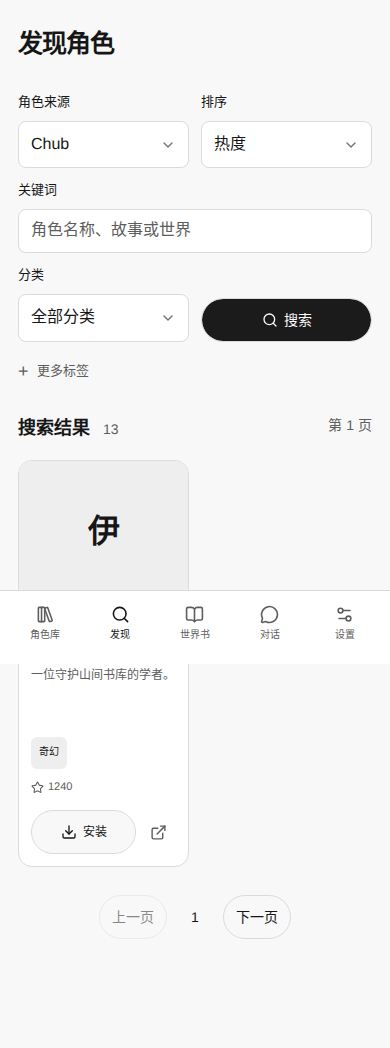 发现角色
角色来源
排序
Chub
热度
关键词
角色名称、故事或世界
分类
全部分类
搜索
+ 更多标签
搜索结果 13
第 1 页
伊
角色库
发现
世界书
对话
设置
一位守护山间书库的学者。
奇幻
1240
安装
上一页
1
下一页